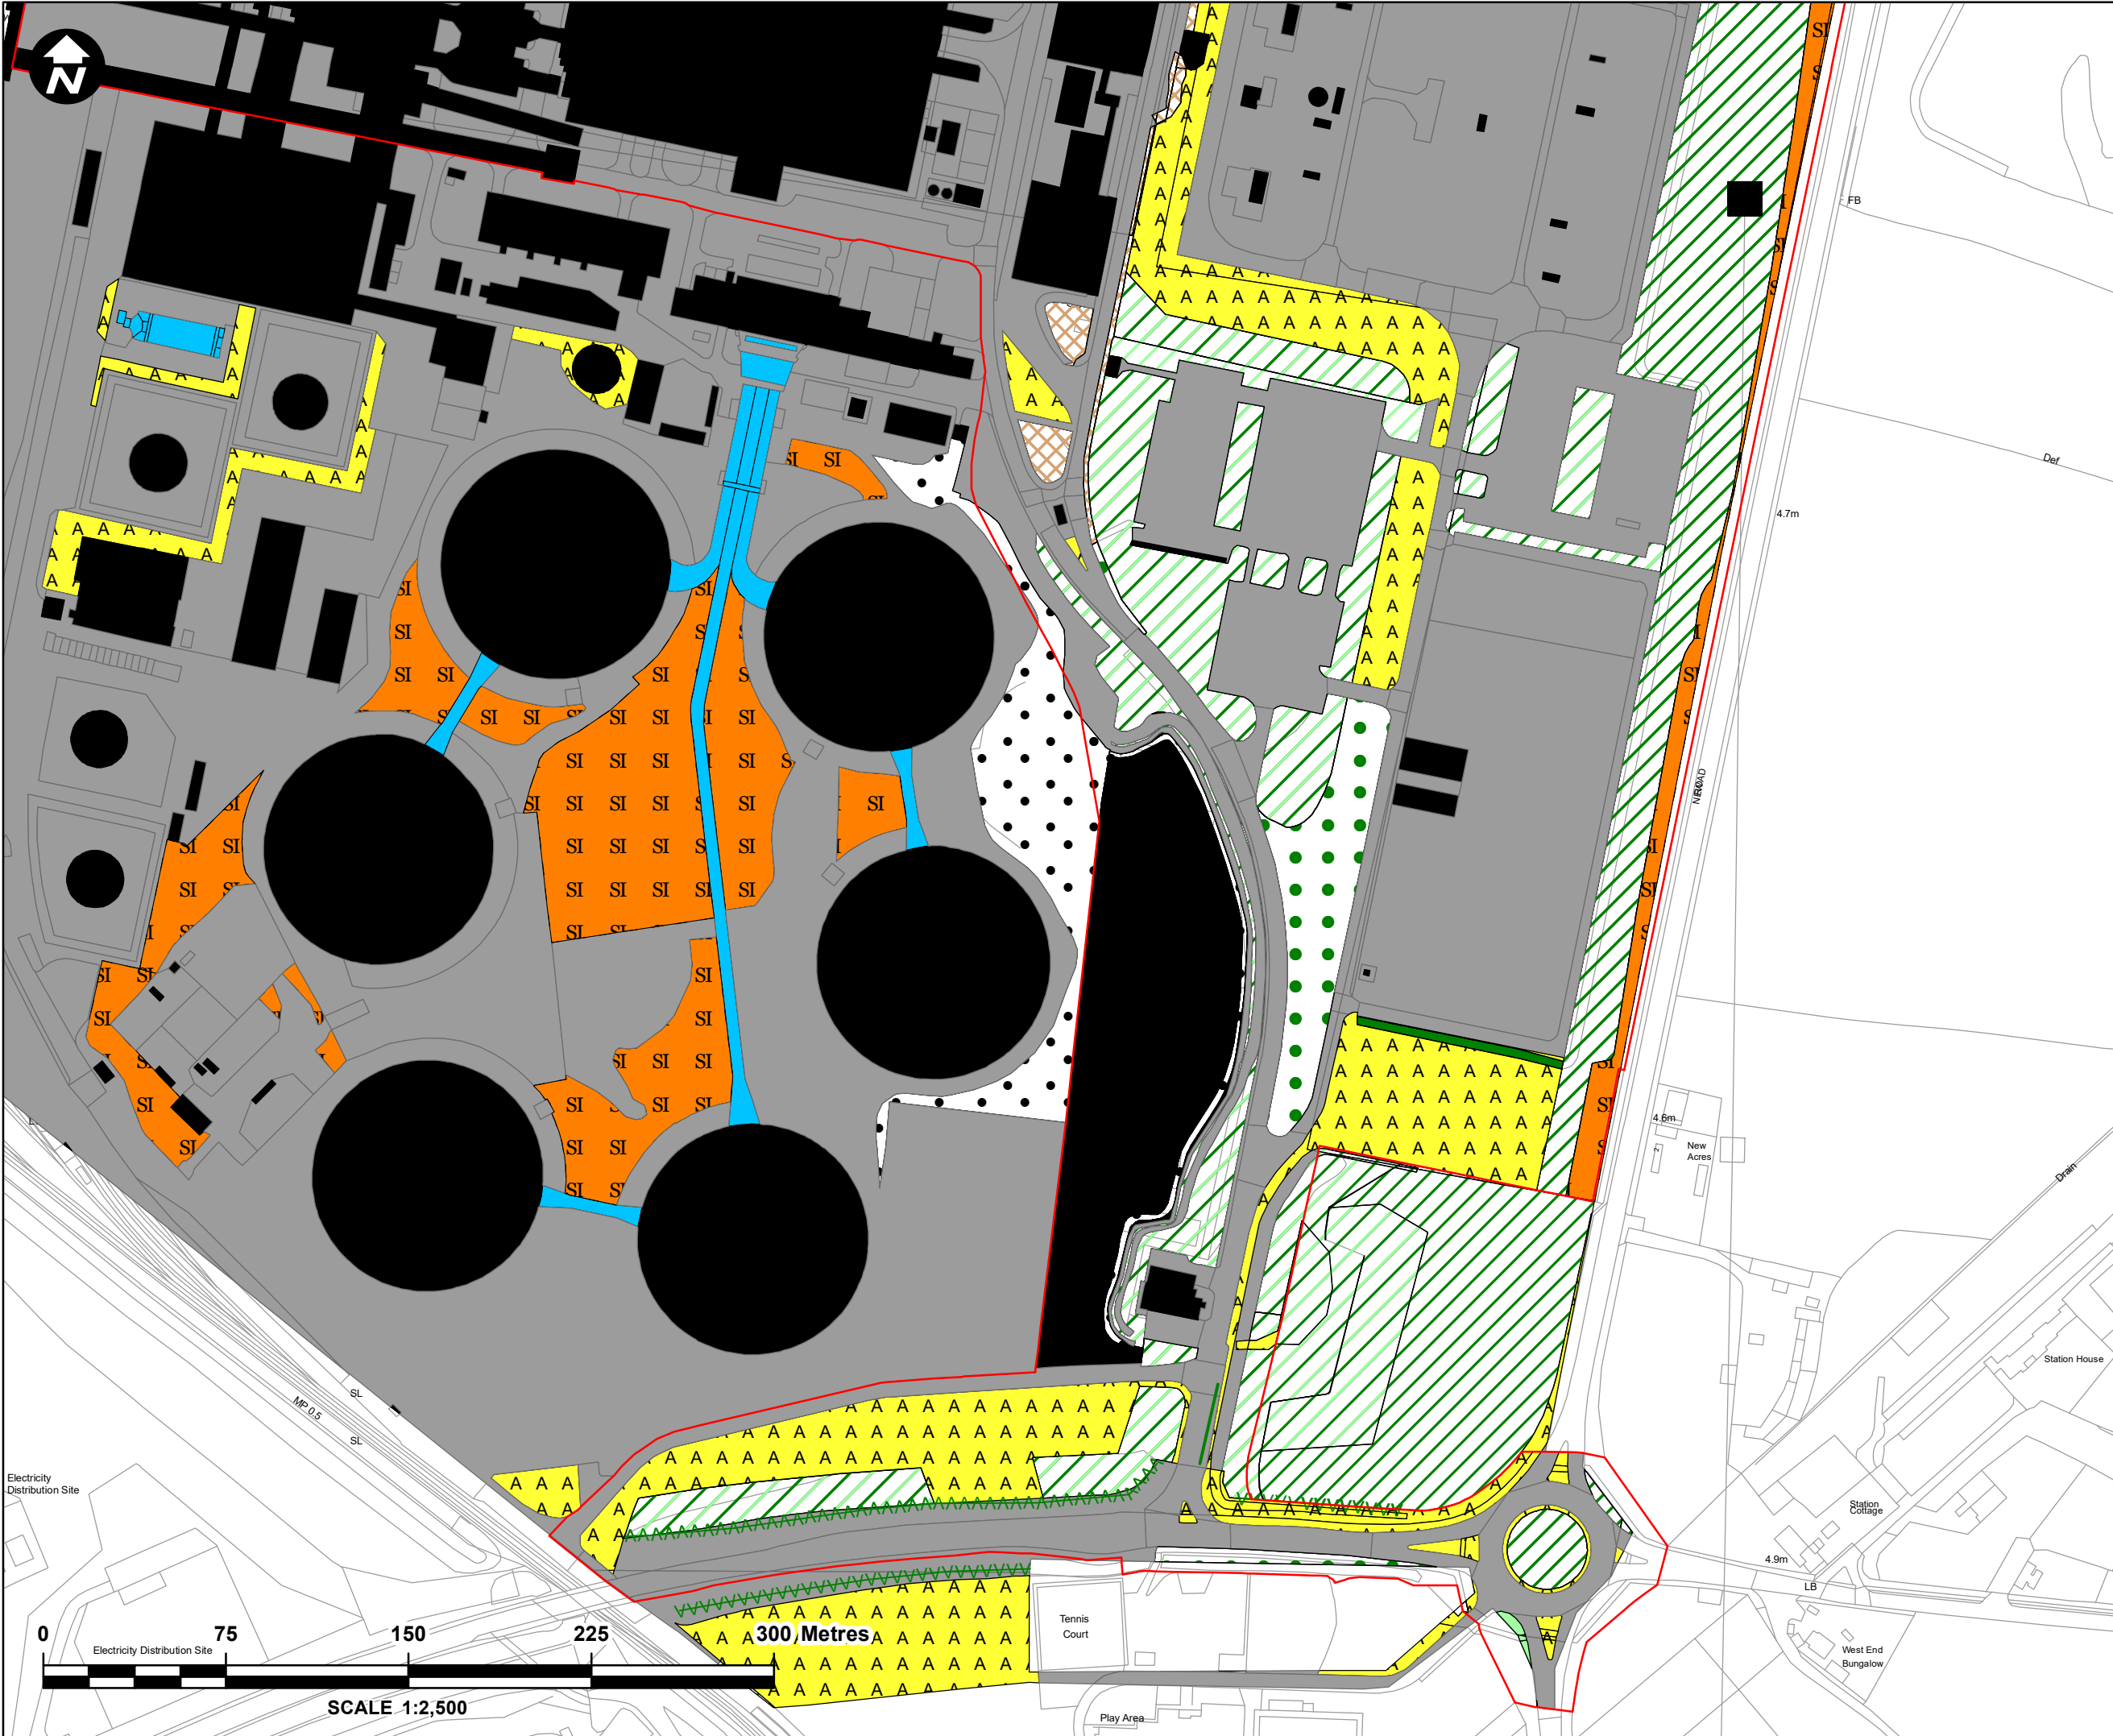 N
FB
Def
4.7m
NEW ROAD
4.6m
2
New
Acres
Drain
Station House
SL
MP 0.5
SL
Electricity
Distribution Site
Station
Cottage
4.9m
LB
West End
Bungalow
Tennis
Court
Play Area
0 75 150 225 300 Metres
Electricity Distribution Site
SCALE 1:2,500